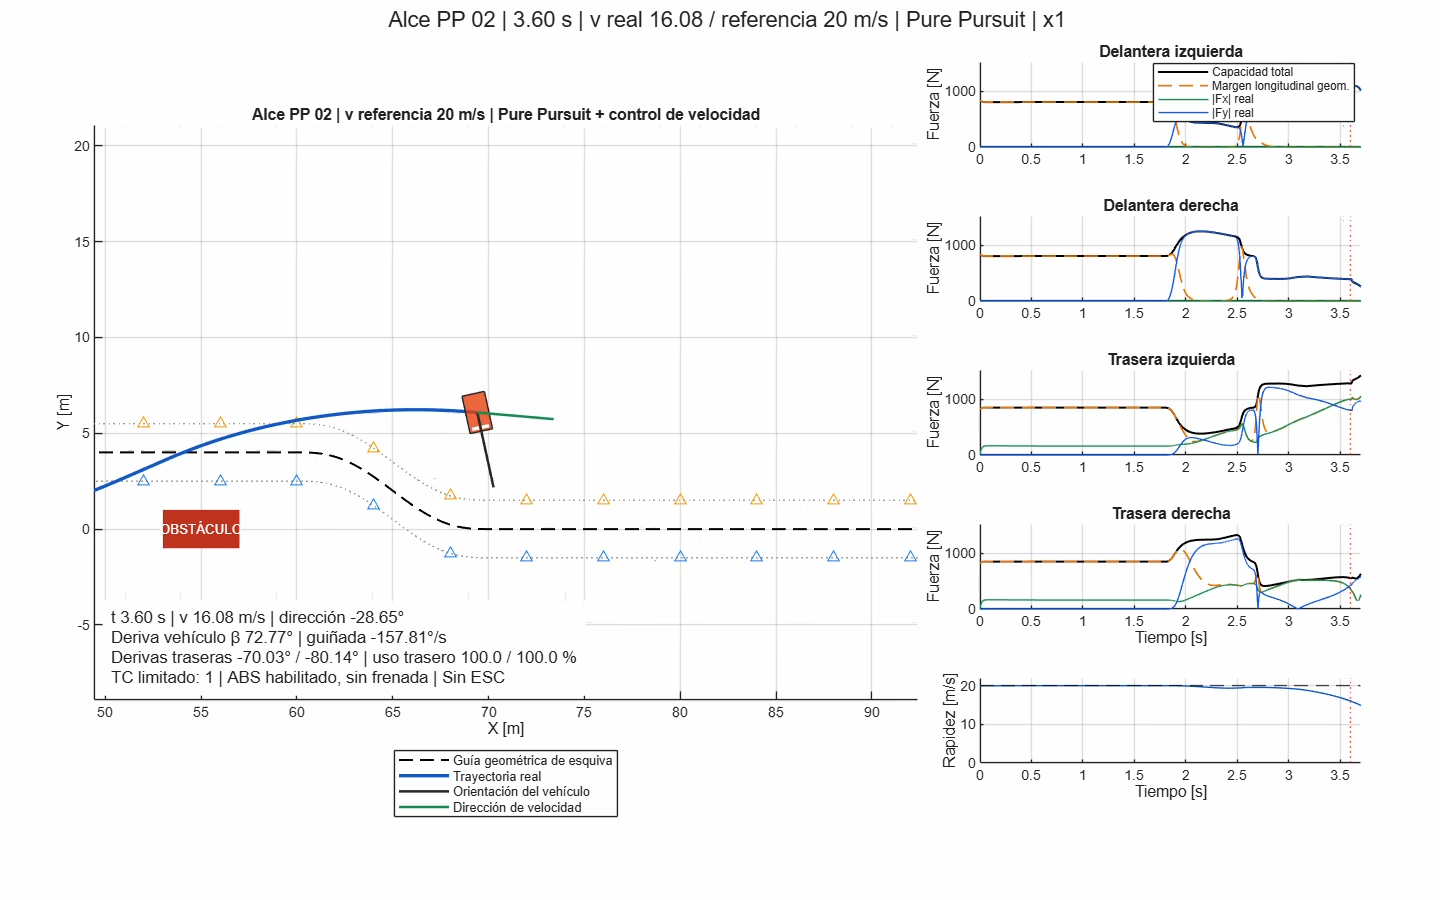 Alce PP 02 | 3.60 s | v real 16.08 / referencia 20 m/s | Pure Pursuit | x1
Alce PP 02 | v referencia 20 m/s | Pure Pursuit + control de velocidad
20
15
10
5
0
-5
Y [m]
OBSTÁCULO
t 3.60 s | v 16.08 m/s | dirección -28.65°
Deriva vehículo β 72.77° | guiñada -157.81°/s
Derivas traseras -70.03° / -80.14° | uso trasero 100.0 / 100.0 %
TC limitado: 1 | ABS habilitado, sin frenada | Sin ESC
50 55 60 65 70 75 80 85 90
X [m]
Guía geométrica de esquiva
Trayectoria real
Orientación del vehículo
Dirección de velocidad
Delantera izquierda
Capacidad total
Margen longitudinal geom.
|Fx| real
|Fy| real
Fuerza [N]
1000
0
0 0.5 1 1.5 2 2.5 3 3.5
Delantera derecha
Fuerza [N]
1000
0
0 0.5 1 1.5 2 2.5 3 3.5
Trasera izquierda
Fuerza [N]
1000
0
0 0.5 1 1.5 2 2.5 3 3.5
Trasera derecha
Fuerza [N]
1000
0
0 0.5 1 1.5 2 2.5 3 3.5
Tiempo [s]
Rapidez [m/s]
20
10
0
0 0.5 1 1.5 2 2.5 3 3.5
Tiempo [s]